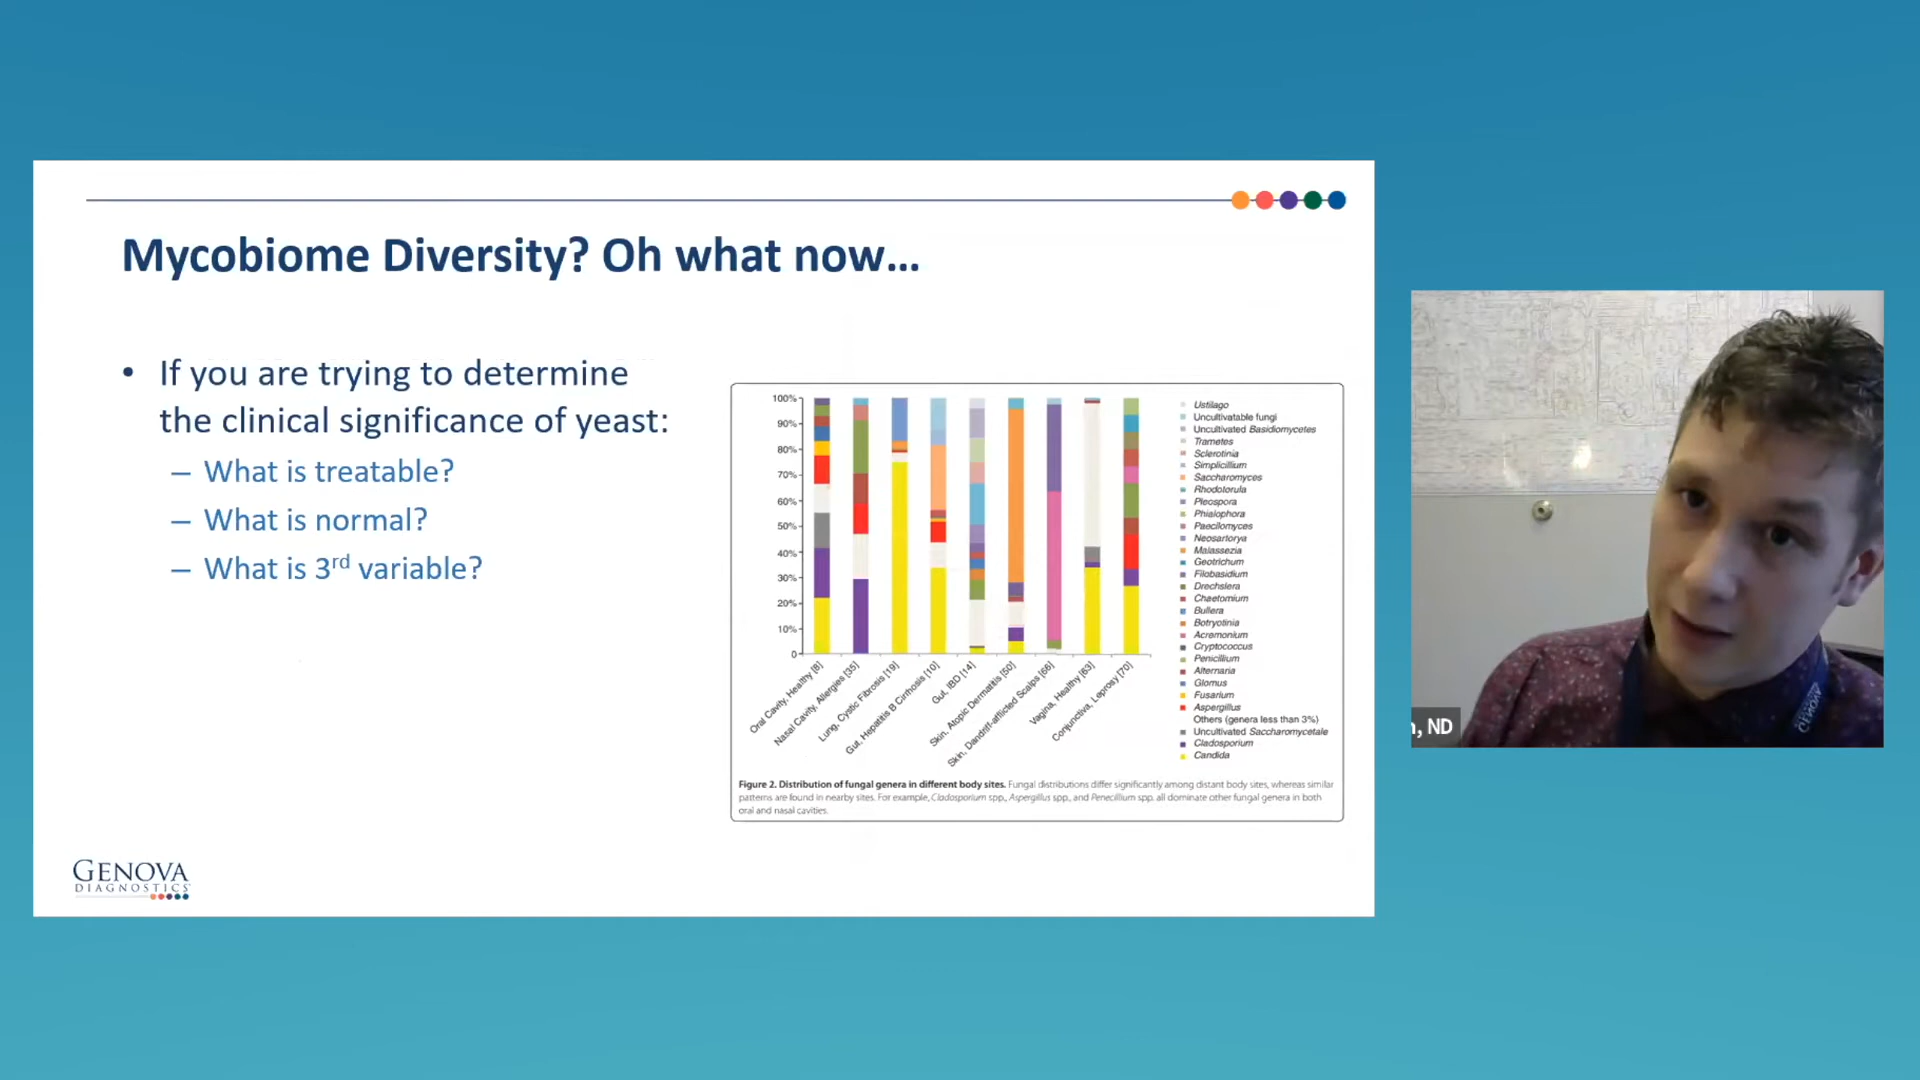 Mycobiome Diversity? Oh what now...
• If you are trying to determine
the clinical significance of yeast:
– What is treatable?
– What is normal?
– What is 3rd variable?
100%
90%
80%
70%
60%
50%
40%
30%
20%
10%
0
Oral Cavity, Healthy [8]
Nasal Cavity, Allergies [35]
Lung, Cystic Fibrosis [19]
Gut, Hepatitis B Cirrhosis [10]
Gut, IBD [14]
Skin, Atopic Dermatitis [50]
Skin, Dandruff-afflicted Scalps [66]
Vagina, Healthy [63]
Conjunctiva, Leprosy [70]
Ustilago
Uncultivatable fungi
Uncultivated Basidiomycetes
Trametes
Sclerotinia
Simplicillium
Saccharomyces
Rhodotorula
Pleospora
Phialophora
Paecilomyces
Neosartorya
Malassezia
Geotrichum
Filobasidium
Drechslera
Chaetomium
Bullera
Botryotinia
Acremonium
Cryptococcus
Penicillium
Alternaria
Glomus
Fusarium
Aspergillus
Others (genera less than 3%)
Uncultivated Saccharomycetale
Cladosporium
Candida
Figure 2. Distribution of fungal genera in different body sites. Fungal distributions differ significantly among distant body sites, whereas similar
patterns are found in nearby sites. For example, Cladosporium spp., Aspergillus spp., and Penecillium spp. all dominate other fungal genera in both
oral and nasal cavities.
GENOVA
DIAGNOSTICS
, ND